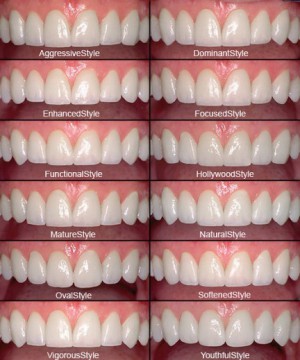 AggressiveStyle
DominantStyle
EnhancedStyle
FocusedStyle
FunctionalStyle
HollywoodStyle
MatureStyle
NaturalStyle
OvalStyle
SoftenedStyle
VigorousStyle
YouthfulStyle